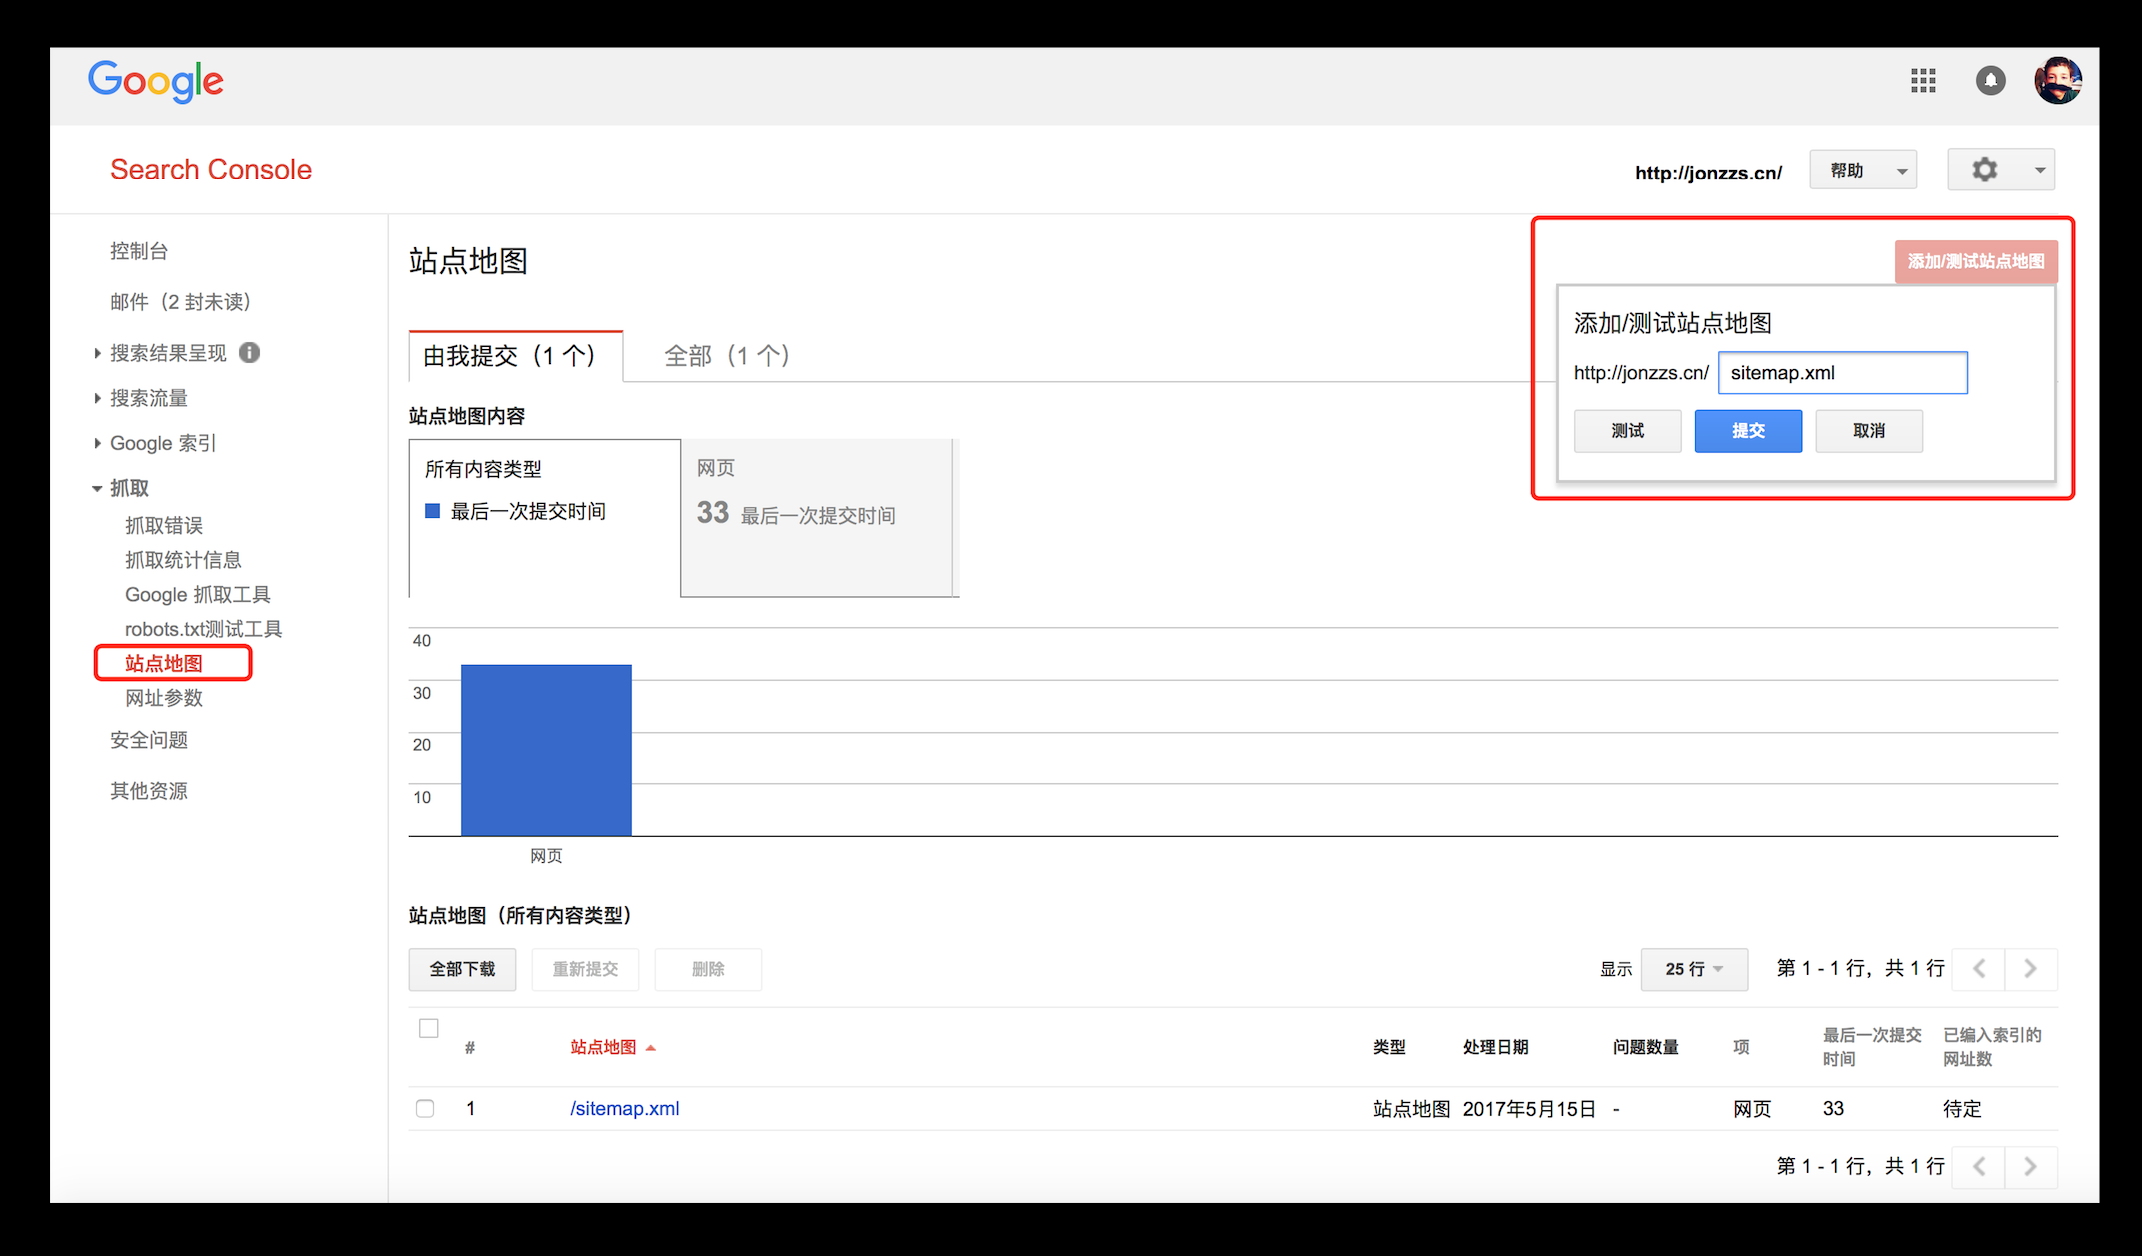 Google
Search Console
http://jonzzs.cn/
帮助
控制台
邮件（2 封未读）
搜索结果呈现
搜索流量
Google 索引
抓取
抓取错误
抓取统计信息
Google 抓取工具
robots.txt测试工具
站点地图
网址参数
安全问题
其他资源
站点地图
添加/测试站点地图
添加/测试站点地图
http://jonzzs.cn/ sitemap.xml
测试 提交 取消
由我提交（1 个） 全部（1 个）
站点地图内容
所有内容类型
最后一次提交时间
网页
33 最后一次提交时间
40
30
20
10
网页
站点地图（所有内容类型）
全部下载 重新提交 删除
显示 25 行 第 1 - 1 行，共 1 行
# 站点地图 类型 处理日期 问题数量 项 最后一次提交时间 已编入索引的网址数
1 /sitemap.xml 站点地图 2017年5月15日 - 网页 33 待定
第 1 - 1 行，共 1 行